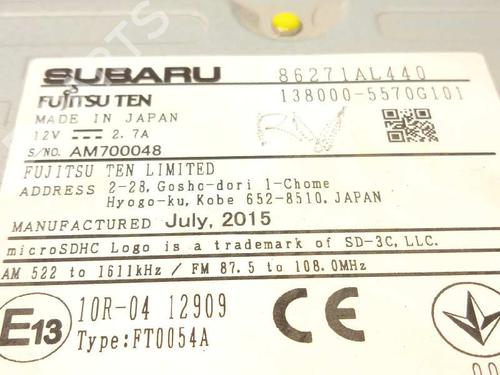 SUBARU 86271AL440
FUJITSU TEN 138000-5570G101
MADE IN JAPAN
12V 2.7A
S/NO. AM700048
FUJITSU TEN LIMITED
ADDRESS 2-28, Gosho-dori 1-Chome
Hyogo-ku, Kobe 652-8510, JAPAN
MANUFACTURED July, 2015
microSDHC Logo is a trademark of SD-3C, LLC.
AM 522 to 1611kHz / FM 87.5 to 108.0MHz
E13 10R-04 12909
Type:FT0054A